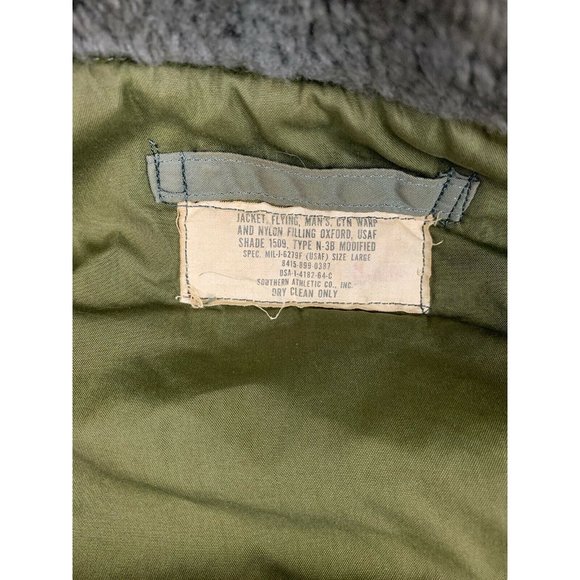 JACKET, FLYING, MAN'S, CTN WARP
AND NYLON FILLING OXFORD, USAF
SHADE 1509, TYPE N-3B MODIFIED
SPEC. MIL-J-6279F (USAF) SIZE LARGE
8415-899-0387
DSA-1-4182-64-C
SOUTHERN ATHLETIC CO., INC.
DRY CLEAN ONLY